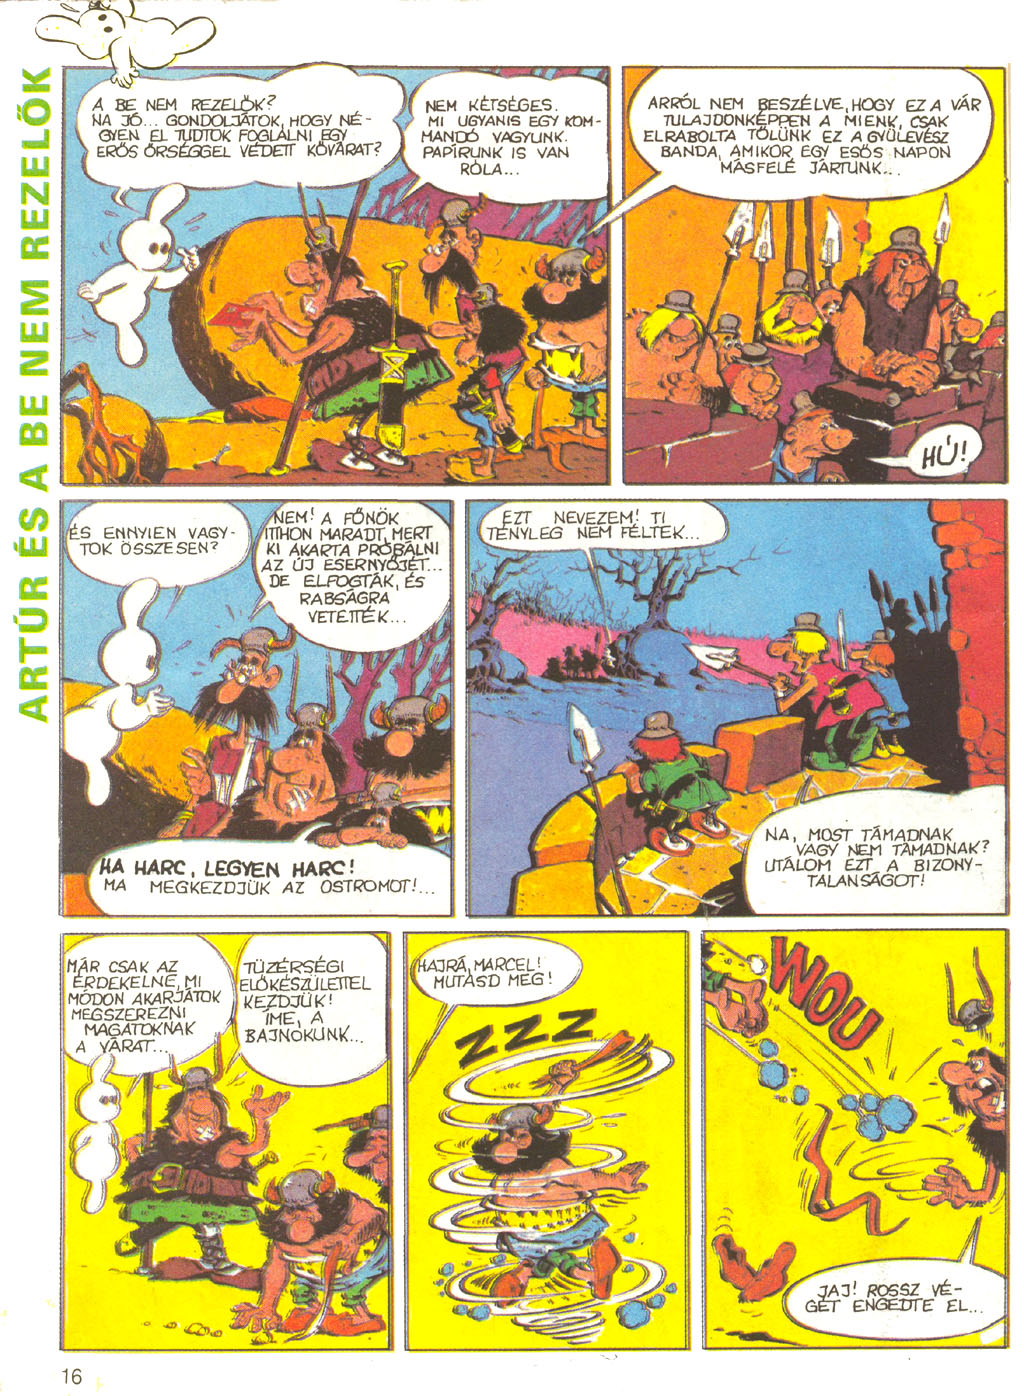 ARTÚR ÉS A BE NEM REZELŐK
A BE NEM REZELŐK?
NA JÓ... GONDOLJÁTOK, HOGY NÉ-
GYEN EL TUDTOK FOGLALNI EGY
ERŐS ŐRSÉGGEL VÉDETT KŐVÁRAT?
NEM KÉTSÉGES.
MI UGYANIS EGY KOM-
MANDÓ VAGYUNK.
PAPÍRUNK IS VAN
RÓLA...
ARRÓL NEM BESZÉLVE, HOGY EZ A VÁR
TULAJDONKÉPPEN A MIENK, CSAK
ELRABOLTA TŐLÜNK EZ A GYÜLEVÉSZ
BANDA, AMIKOR EGY ESŐS NAPON
MÁSFELÉ JÁRTUNK...
HÚ!
ÉS ENNYIEN VAGY-
TOK ÖSSZESEN?
NEM! A FŐNÖK
ITTHON MARADT, MERT
KI AKARTA PRÓBÁLNI
AZ ÚJ ESERNYŐJÉT...
DE ELFOGTÁK, ÉS
RABSÁGRA
VETETTÉK...
HA HARC, LEGYEN HARC!
MA MEGKEZDJÜK AZ OSTROMOT!...
EZT NEVEZEM! TI
TÉNYLEG NEM FÉLTEK...
NA, MOST TÁMADNAK
VAGY NEM TÁMADNAK?
UTÁLOM EZT A BIZONY-
TALANSÁGOT!
MÁR CSAK AZ
ÉRDEKELNE, MI
MÓDON AKARJÁTOK
MEGSZEREZNI
MAGATOKNAK
A VÁRAT...
TÜZÉRSÉGI
ELŐKÉSZÜLETTEL
KEZDJÜK!
ÍME, A
BAJNOKUNK...
HAJRÁ, MARCEL!
MUTASD MEG!
ZZZ
WOU
JAJ! ROSSZ VÉ-
GÉT ENGEDTE EL...
16